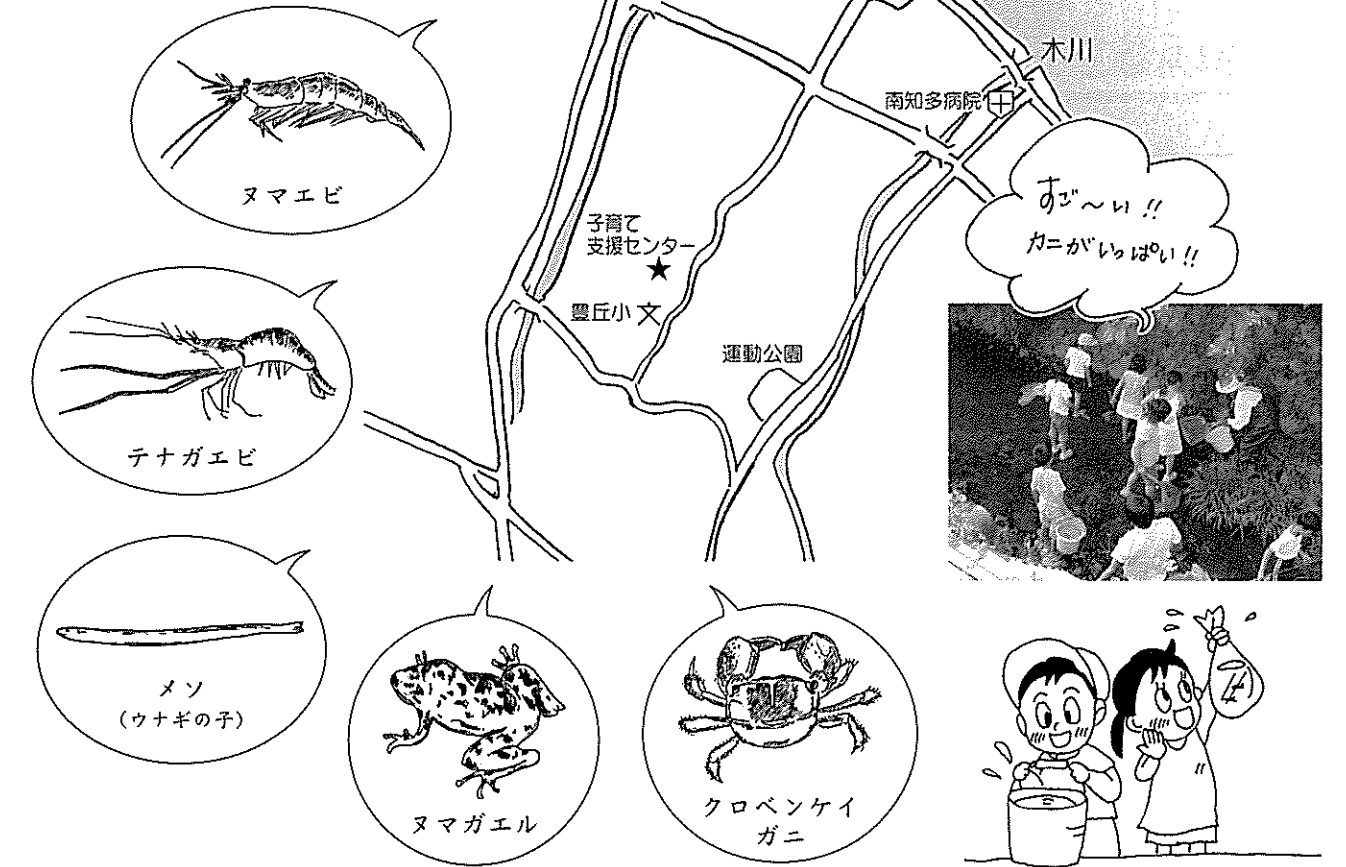 木川
南知多病院
ヌマエビ
すご〜い!!
カニがいっぱい!!
子育て
支援センター
豊丘小
文
運動公園
テナガエビ
メソ
(ウナギの子)
ヌマガエル
クロベンケイ
ガニ